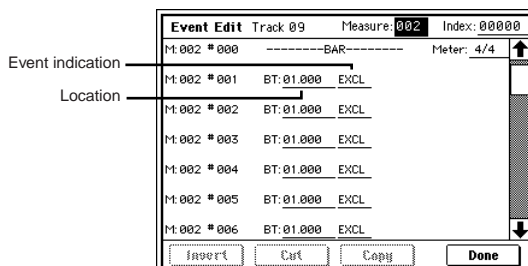 Event Edit Track 09 Measure: 002 Index: 00000
M: 002 #000 --------BAR-------- Meter: 4/4
Event indication
M: 002 #001 BT: 01.000 EXCL
Location
M: 002 #002 BT: 01.000 EXCL
M: 002 #003 BT: 01.000 EXCL
M: 002 #004 BT: 01.000 EXCL
M: 002 #005 BT: 01.000 EXCL
M: 002 #006 BT: 01.000 EXCL
Insert Cut Copy Done